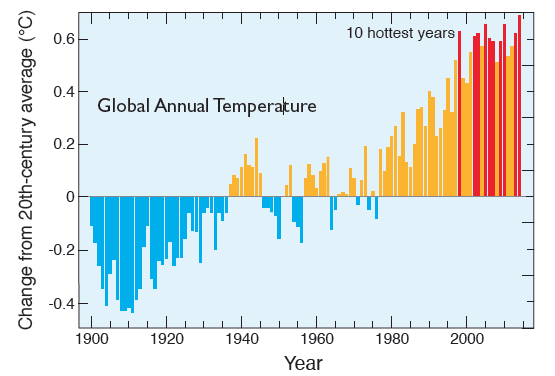 10 hottest years
Global Annual Temperature
Change from 20th-century average (°C)
0.6
0.4
0.2
0
-0.2
-0.4
1900 1920 1940 1960 1980 2000
Year